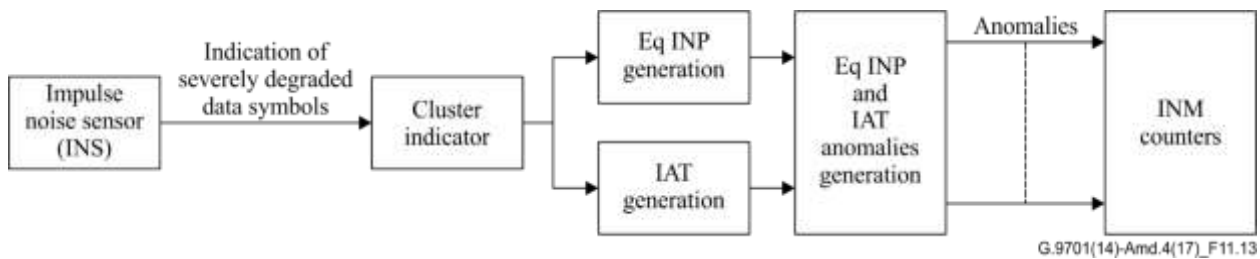 Impulse
noise sensor
(INS)
Indication of
severely degraded
data symbols
Cluster
indicator
Eq INP
generation
IAT
generation
Eq INP
and
IAT
anomalies
generation
Anomalies
INM
counters
G.9701(14)-Amd.4(17)_F11.13